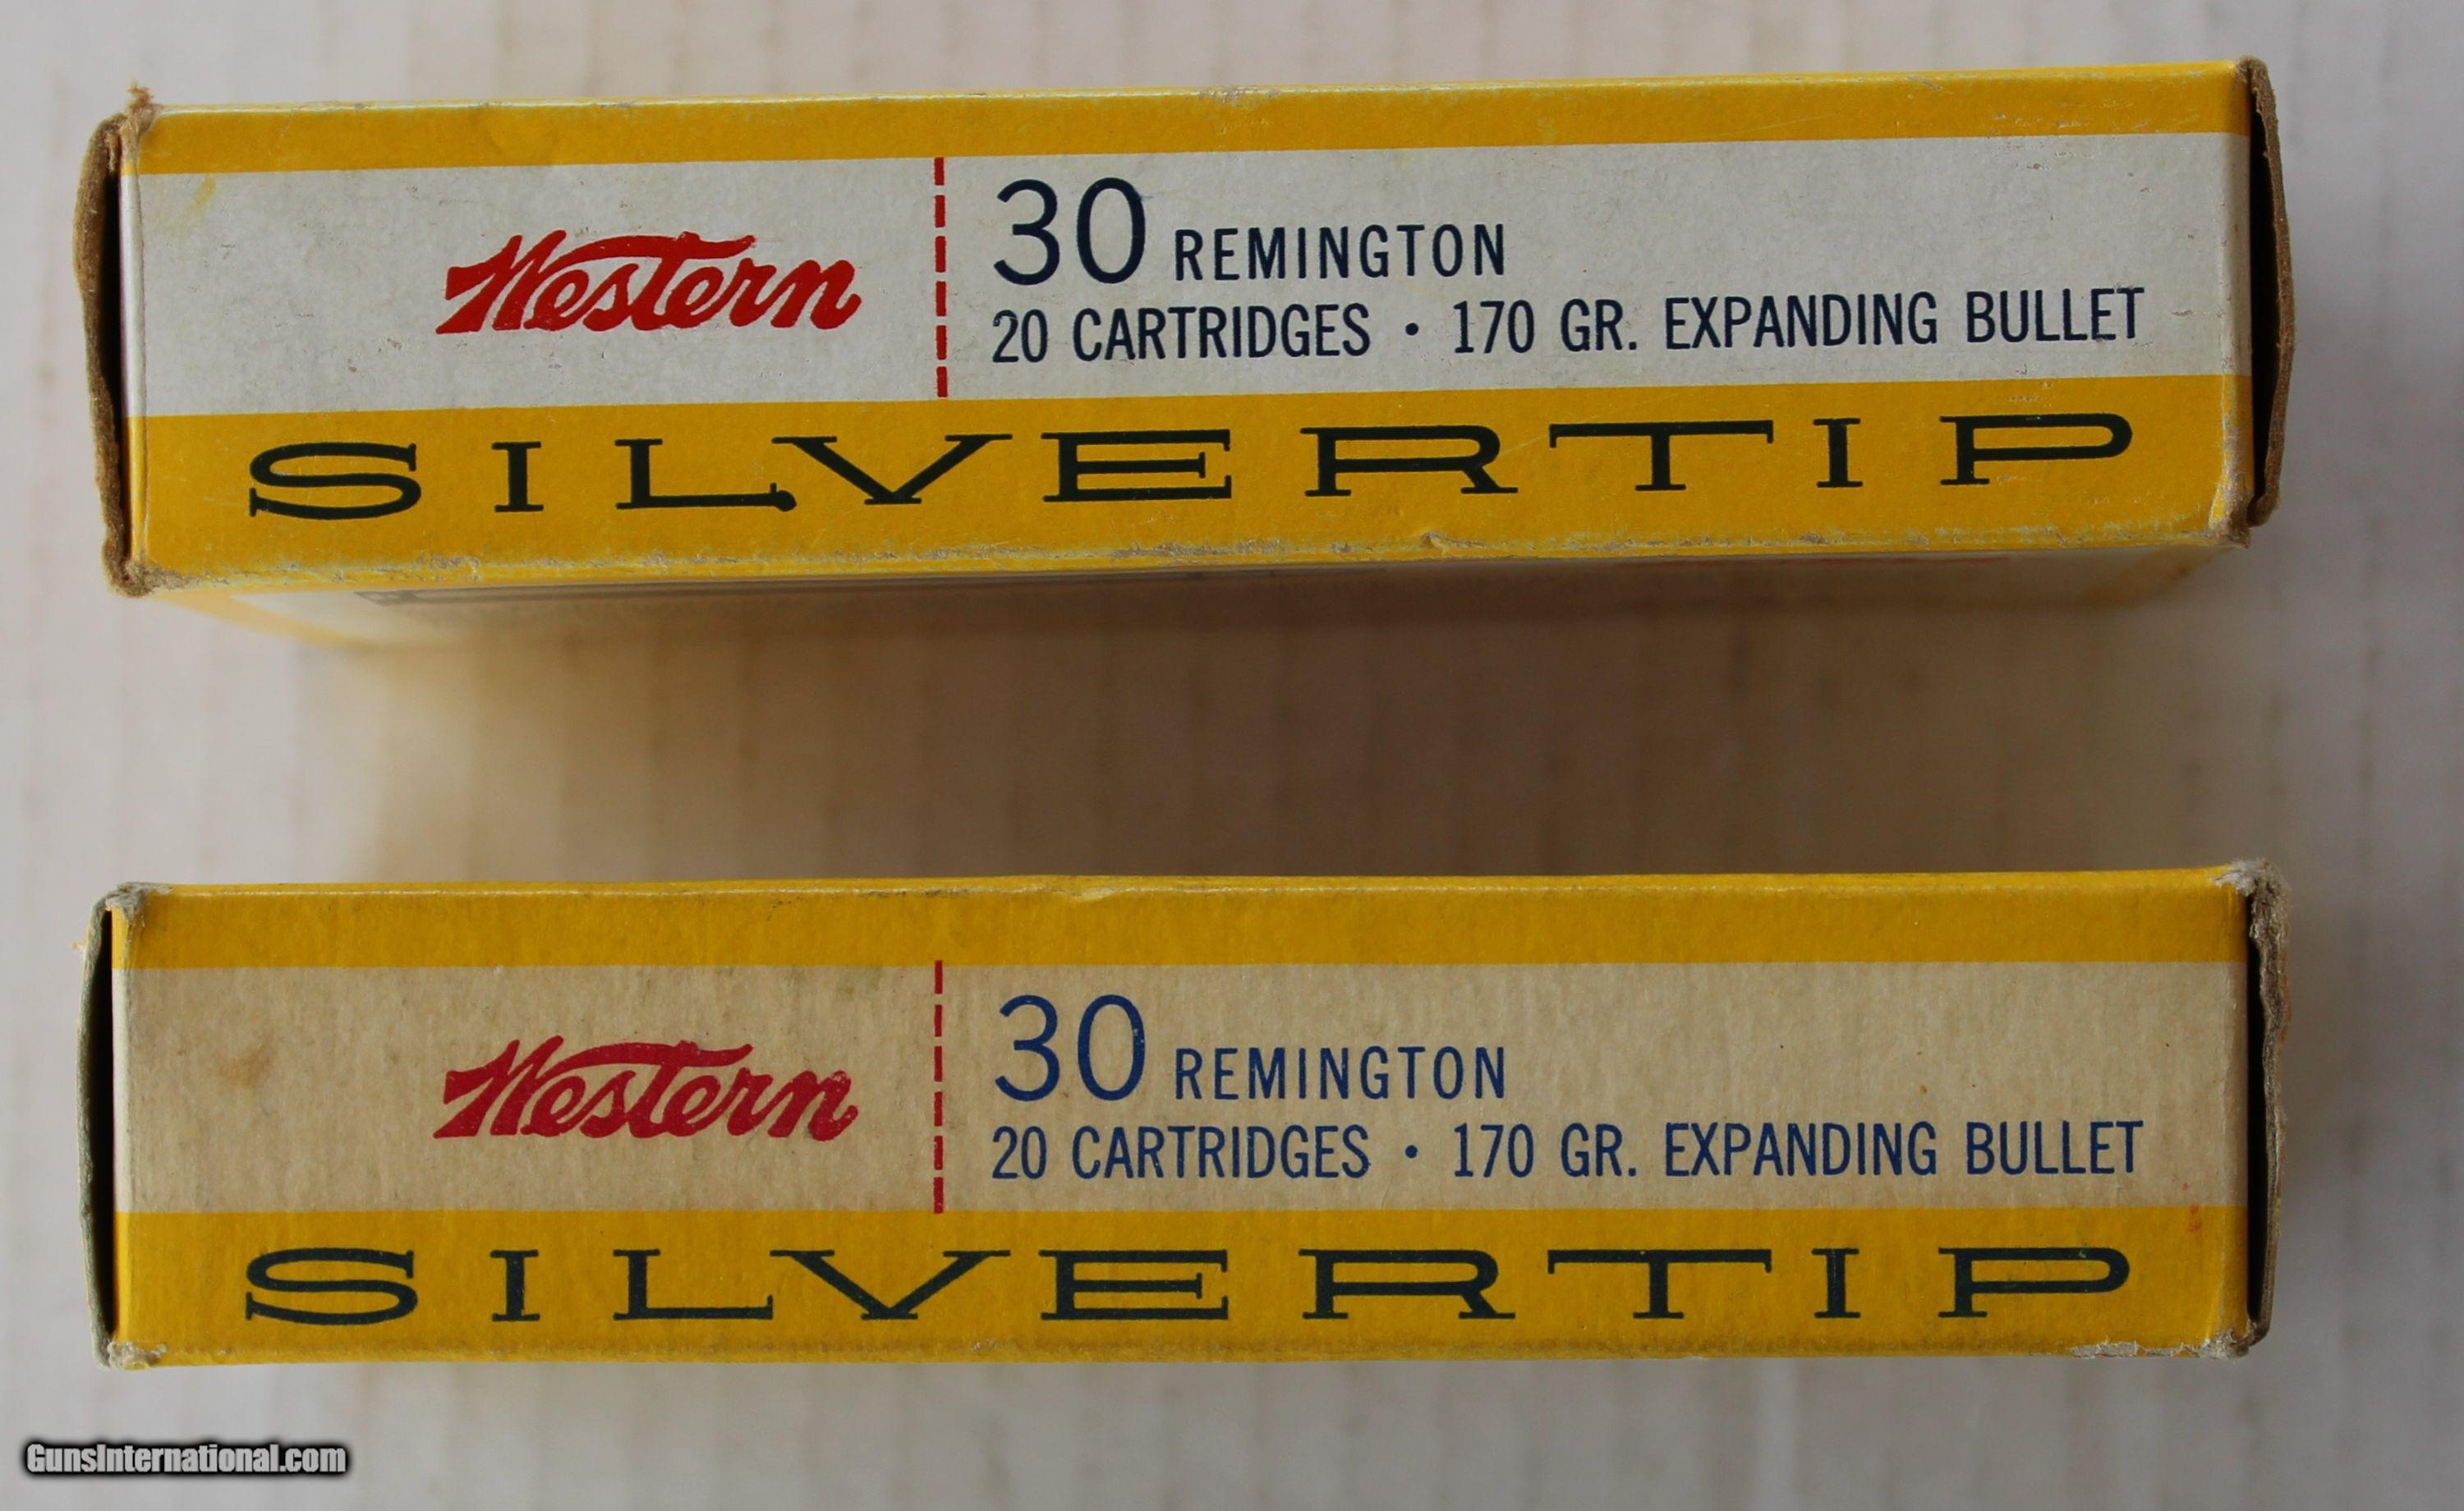 Western
30 REMINGTON
20 CARTRIDGES • 170 GR. EXPANDING BULLET
SILVERTIP
Western
30 REMINGTON
20 CARTRIDGES • 170 GR. EXPANDING BULLET
SILVERTIP
GunsInternational.com